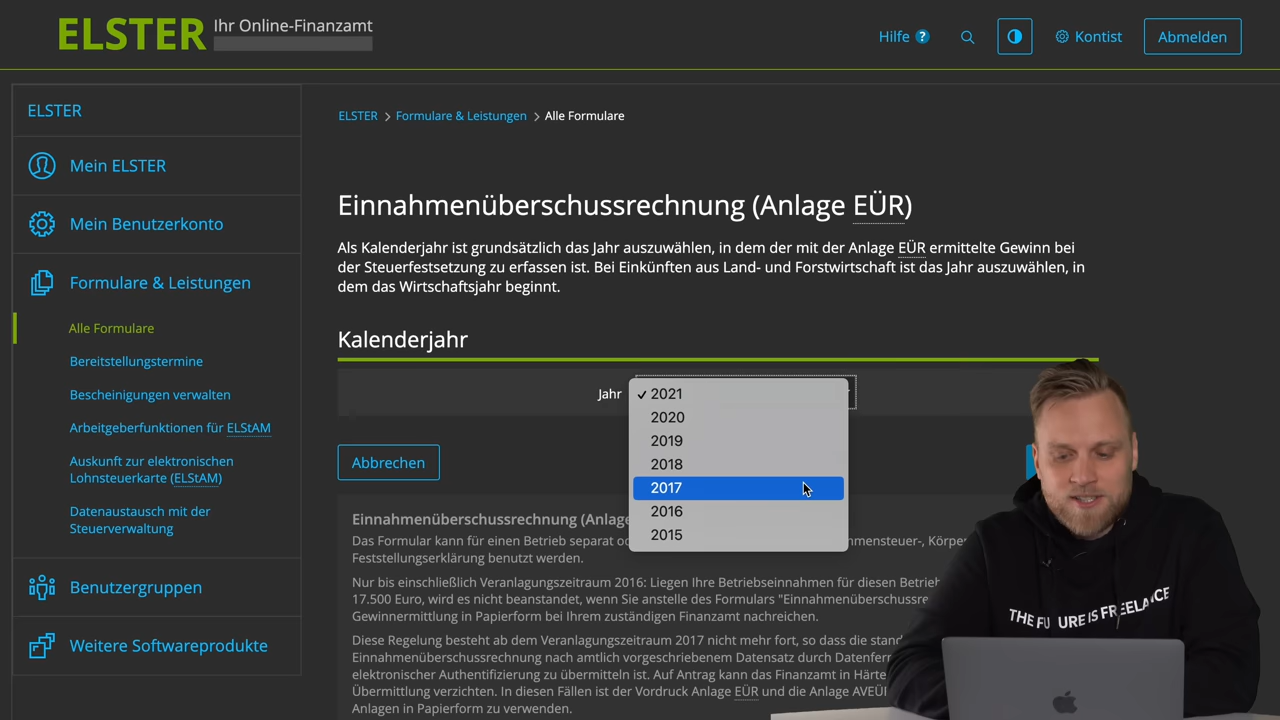 ELSTER Ihr Online-Finanzamt
Hilfe ?
Kontist
Abmelden
ELSTER
Mein ELSTER
Mein Benutzerkonto
Formulare & Leistungen
Alle Formulare
Bereitstellungstermine
Bescheinigungen verwalten
Arbeitgeberfunktionen für ELStAM
Auskunft zur elektronischen
Lohnsteuerkarte (ELStAM)
Datenaustausch mit der
Steuerverwaltung
Benutzergruppen
Weitere Softwareprodukte
ELSTER > Formulare & Leistungen > Alle Formulare
Einnahmenüberschussrechnung (Anlage EÜR)
Als Kalenderjahr ist grundsätzlich das Jahr auszuwählen, in dem der mit der Anlage EÜR ermittelte Gewinn bei
der Steuerfestsetzung zu erfassen ist. Bei Einkünften aus Land- und Forstwirtschaft ist das Jahr auszuwählen, in
dem das Wirtschaftsjahr beginnt.
Kalenderjahr
Jahr
✓ 2021
2020
2019
2018
2017
2016
2015
Abbrechen
Einnahmenüberschussrechnung (Anlage
Das Formular kann für einen Betrieb separat
Feststellungserklärung benutzt werden.
Nur bis einschließlich Veranlagungszeitraum 2016: Liegen Ihre Betriebseinnahmen für diesen Betrieb
17.500 Euro, wird es nicht beanstandet, wenn Sie anstelle des Formulars "Einnahmenüberschussre
Gewinnermittlung in Papierform bei Ihrem zuständigen Finanzamt nachreichen.
Diese Regelung besteht ab dem Veranlagungszeitraum 2017 nicht mehr fort, so dass die stand
Einnahmenüberschussrechnung nach amtlich vorgeschriebenem Datensatz durch Datenfern
elektronischer Authentifizierung zu übermitteln ist. Auf Antrag kann das Finanzamt in Härte
Übermittlung verzichten. In diesen Fällen ist der Vordruck Anlage EÜR und die Anlage AVEÜ
Anlagen in Papierform zu verwenden.
THE FUTURE IS FREELANCE